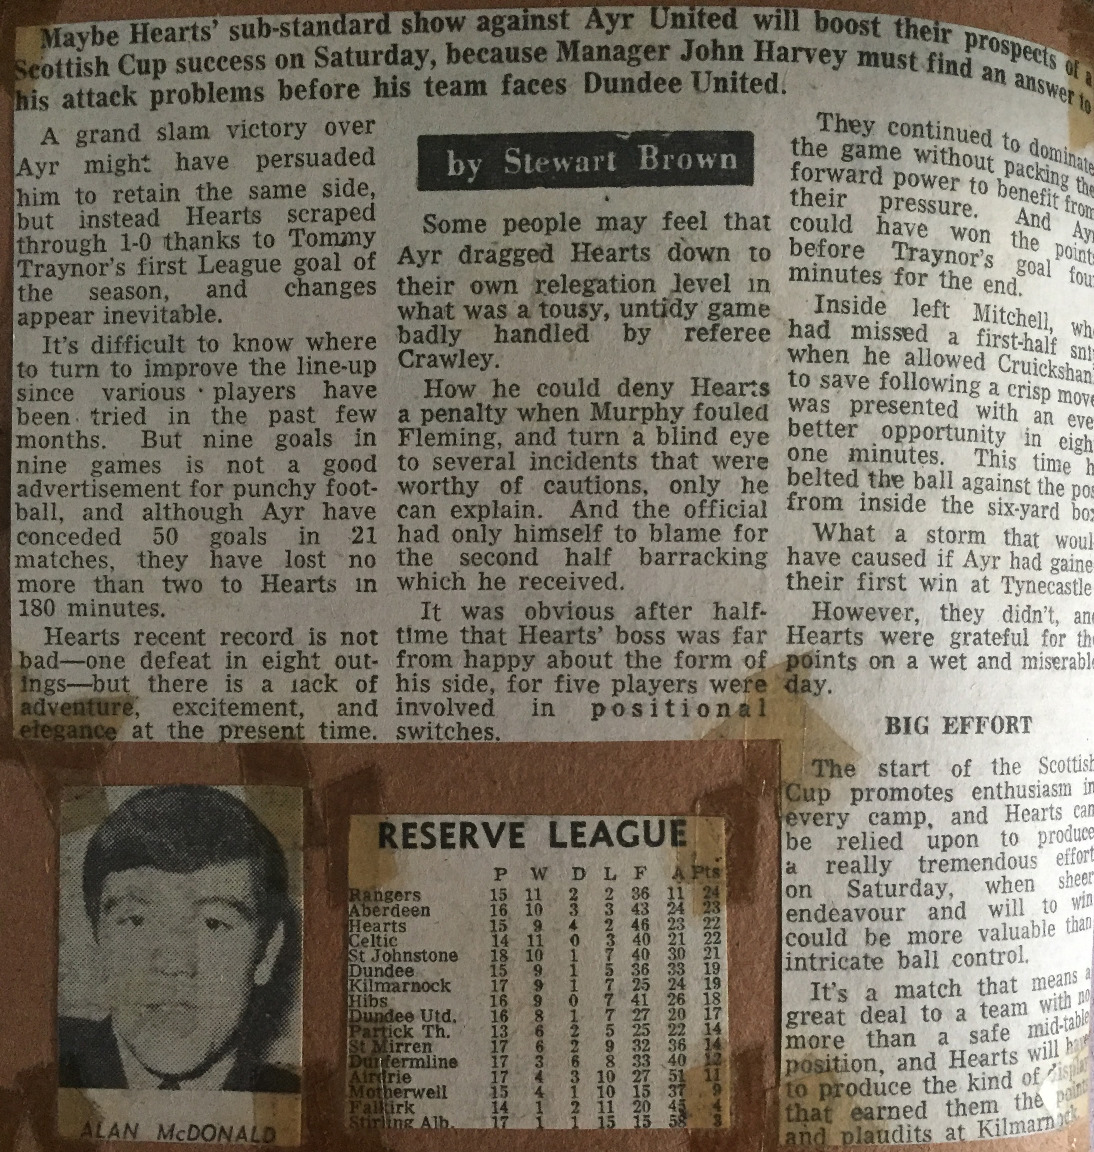 Maybe Hearts' sub-standard show against Ayr United will boost their prospects of a
Scottish Cup success on Saturday, because Manager John Harvey must find an answer to
his attack problems before his team faces Dundee United.
A grand slam victory over
Ayr might have persuaded
him to retain the same side,
but instead Hearts scraped
through 1-0 thanks to Tommy
Traynor's first League goal of
the season, and changes
appear inevitable.
It's difficult to know where
to turn to improve the line-up
since various players have
been tried in the past few
months. But nine goals in
nine games is not a good
advertisement for punchy foot-
ball, and although Ayr have
conceded 50 goals in 21
matches, they have lost no
more than two to Hearts in
180 minutes.
Hearts recent record is not
bad—one defeat in eight out-
ings—but there is a lack of
adventure, excitement, and
elegance at the present time.
by Stewart Brown
Some people may feel that
Ayr dragged Hearts down to
their own relegation level in
what was a tousy, untidy game
badly handled by referee
Crawley.
How he could deny Hearts
a penalty when Murphy fouled
Fleming, and turn a blind eye
to several incidents that were
worthy of cautions, only he
can explain. And the official
had only himself to blame for
the second half barracking
which he received.
It was obvious after half-
time that Hearts' boss was far
from happy about the form of
his side, for five players were
involved in positional
switches.
They continued to dominate
the game without packing the
forward power to benefit from
their pressure. And Ayr
could have won the points
before Traynor's goal four
minutes for the end.
Inside left Mitchell, wh
had missed a first-half
when he allowed Cruickshan
to save following a crisp move
was presented with an eve
better opportunity in eigh
one minutes. This time h
belted the ball against the pos
from inside the six-yard box
What a storm that woul
have caused if Ayr had gaine
their first win at Tynecastle
However, they didn't, and
Hearts were grateful for the
points on a wet and miserable
day.
BIG EFFORT
The start of the Scottish
Cup promotes enthusiasm in
every camp, and Hearts can
be relied upon to produce
a really tremendous effort
on Saturday, when sheer
endeavour and will to win
could be more valuable than
intricate ball control.
It's a match that means a
great deal to a team with no
more than a safe mid-table
position, and Hearts will have
to produce the kind of display
that earned them the points
and plaudits at Kilmarnock.
ALAN McDONALD
RESERVE LEAGUE
P W D L F A Pts
Rangers 15 11 2 2 36 11 24
Aberdeen 16 10 3 3 43 24 23
Hearts 15 9 4 2 46 23 22
Celtic 14 11 0 3 40 21 22
St Johnstone 18 10 1 7 40 30 21
Dundee 15 9 1 5 36 33 19
Kilmarnock 17 9 1 7 25 24 19
Hibs 16 9 0 7 41 26 18
Dundee Utd. 16 8 1 7 27 20 17
Partick Th. 13 6 2 5 25 22 14
St Mirren 17 6 2 9 32 36 14
Dunfermline 17 3 6 8 33 40 12
Airdrie 17 4 3 10 27 51 11
Motherwell 15 4 1 10 15 37 9
Falkirk 14 1 2 11 20 45 4
Stirling Alb. 17 1 1 15 15 58 3